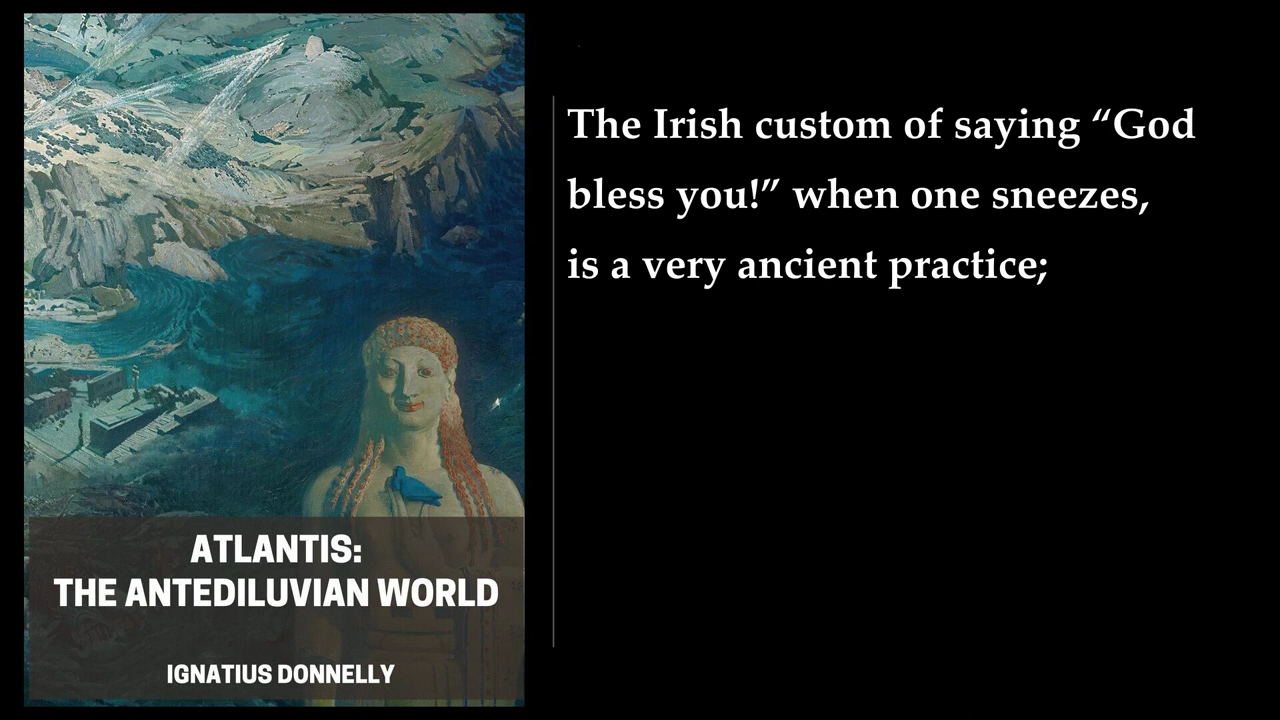 The Irish custom of saying “God
bless you!” when one sneezes,
is a very ancient practice;
ATLANTIS:
THE ANTEDILUVIAN WORLD
IGNATIUS DONNELLY